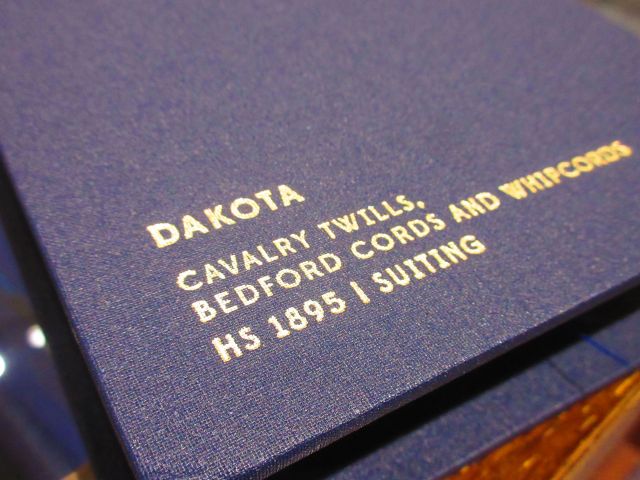 DAKOTA
CAVALRY TWILLS,
BEDFORD CORDS AND WHIPCORDS
HS 1895 | SUITING